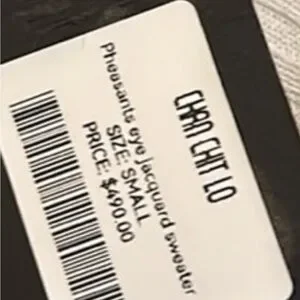 CHAN CHIT LO
Pheasants eye jacquard sweater
SIZE: SMALL
PRICE: $490.00